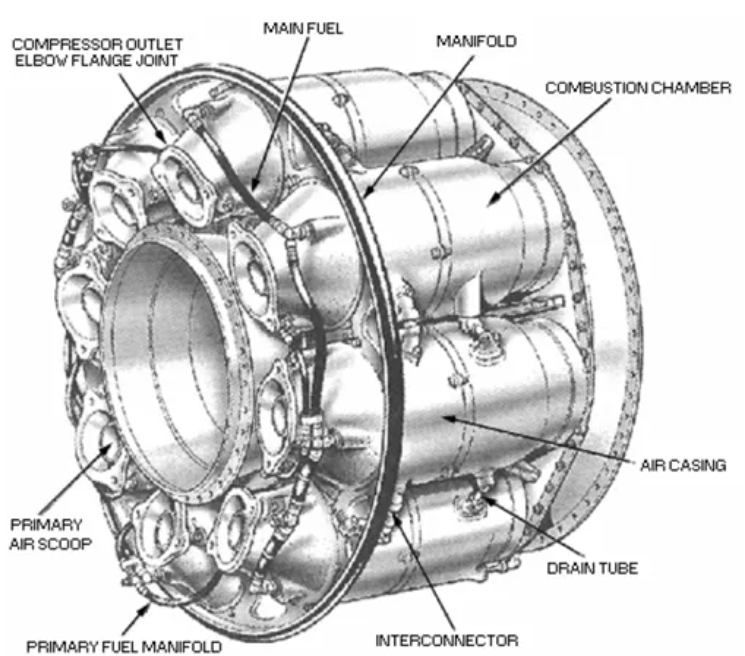 MAIN FUEL
COMPRESSOR OUTLET
ELBOW FLANGE JOINT
MANIFOLD
COMBUSTION CHAMBER
AIR CASING
PRIMARY
AIR SCOOP
DRAIN TUBE
INTERCONNECTOR
PRIMARY FUEL MANIFOLD